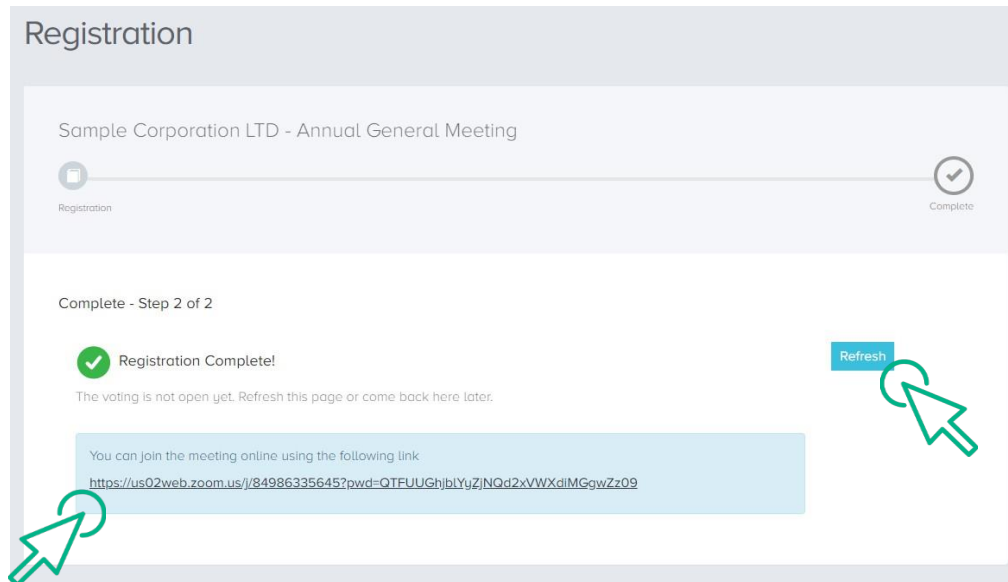 Registration
Sample Corporation LTD - Annual General Meeting
Registration
Complete
Complete - Step 2 of 2
Registration Complete!
Refresh
The voting is not open yet. Refresh this page or come back here later.
You can join the meeting online using the following link
https://us02web.zoom.us/j/84986335645?pwd=QTFUUGhjblYyZjNQd2xVWXdiMGgwZz09